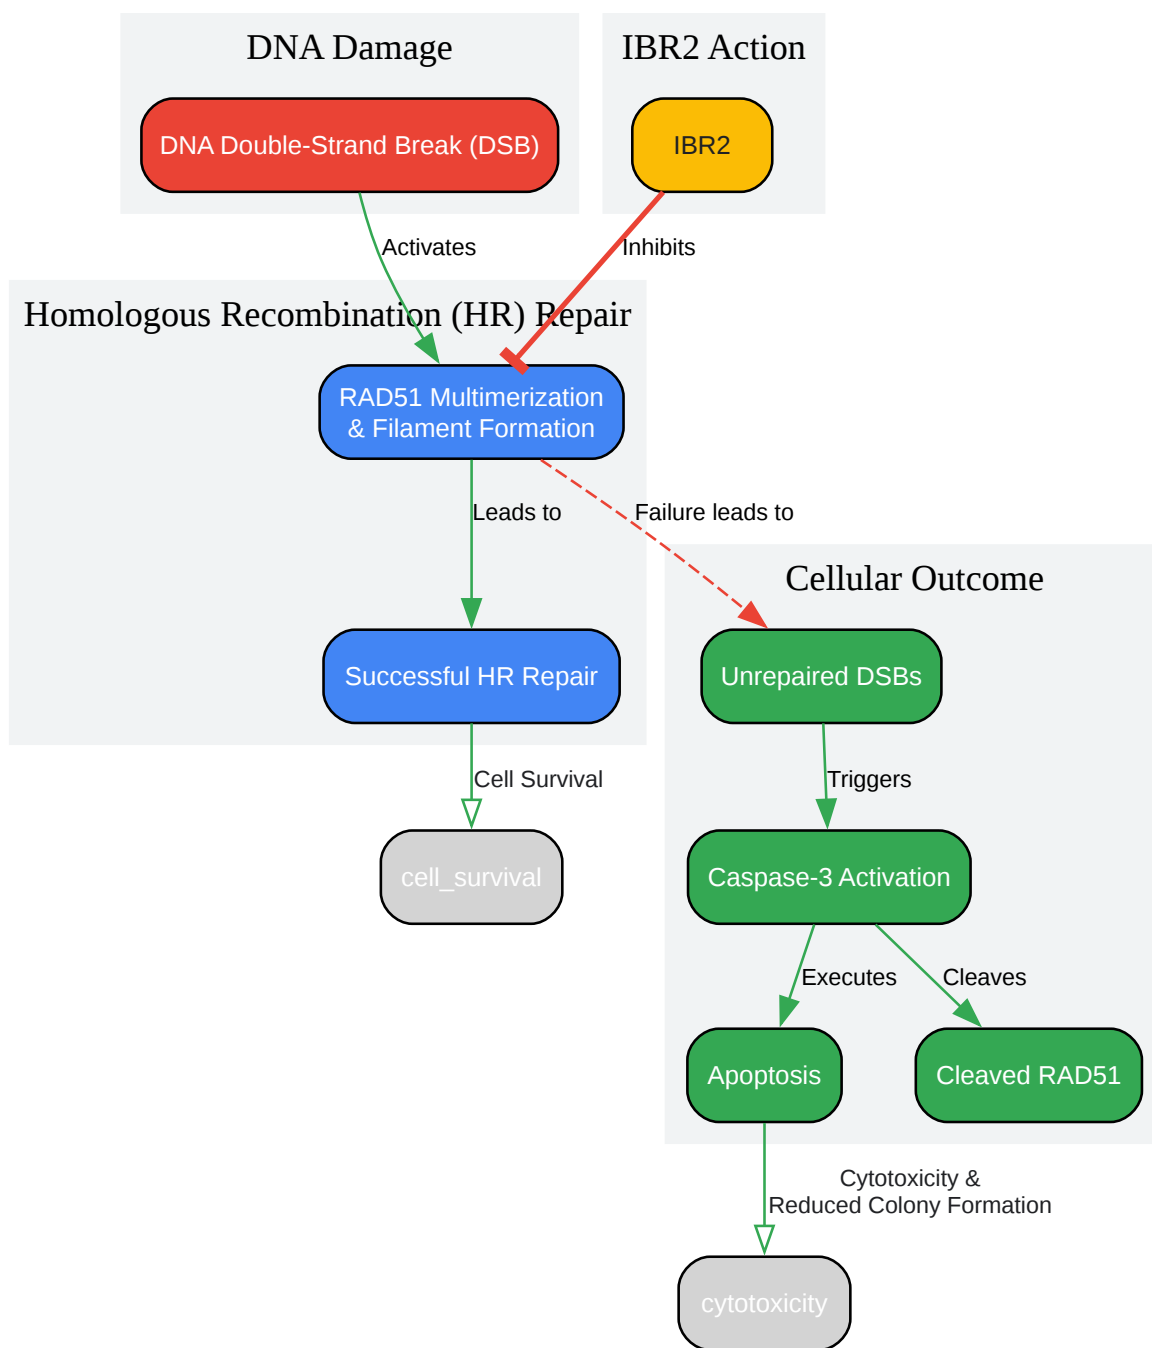 DNA Damage
IBR2 Action
DNA Double-Strand Break (DSB)
IBR2
Activates
Inhibits
Homologous Recombination (HR) Repair
RAD51 Multimerization
& Filament Formation
Leads to
Failure leads to
Cellular Outcome
Successful HR Repair
Unrepaired DSBs
Cell Survival
Triggers
cell_survival
Caspase-3 Activation
Executes
Cleaves
Apoptosis
Cleaved RAD51
Cytotoxicity &
Reduced Colony Formation
cytotoxicity